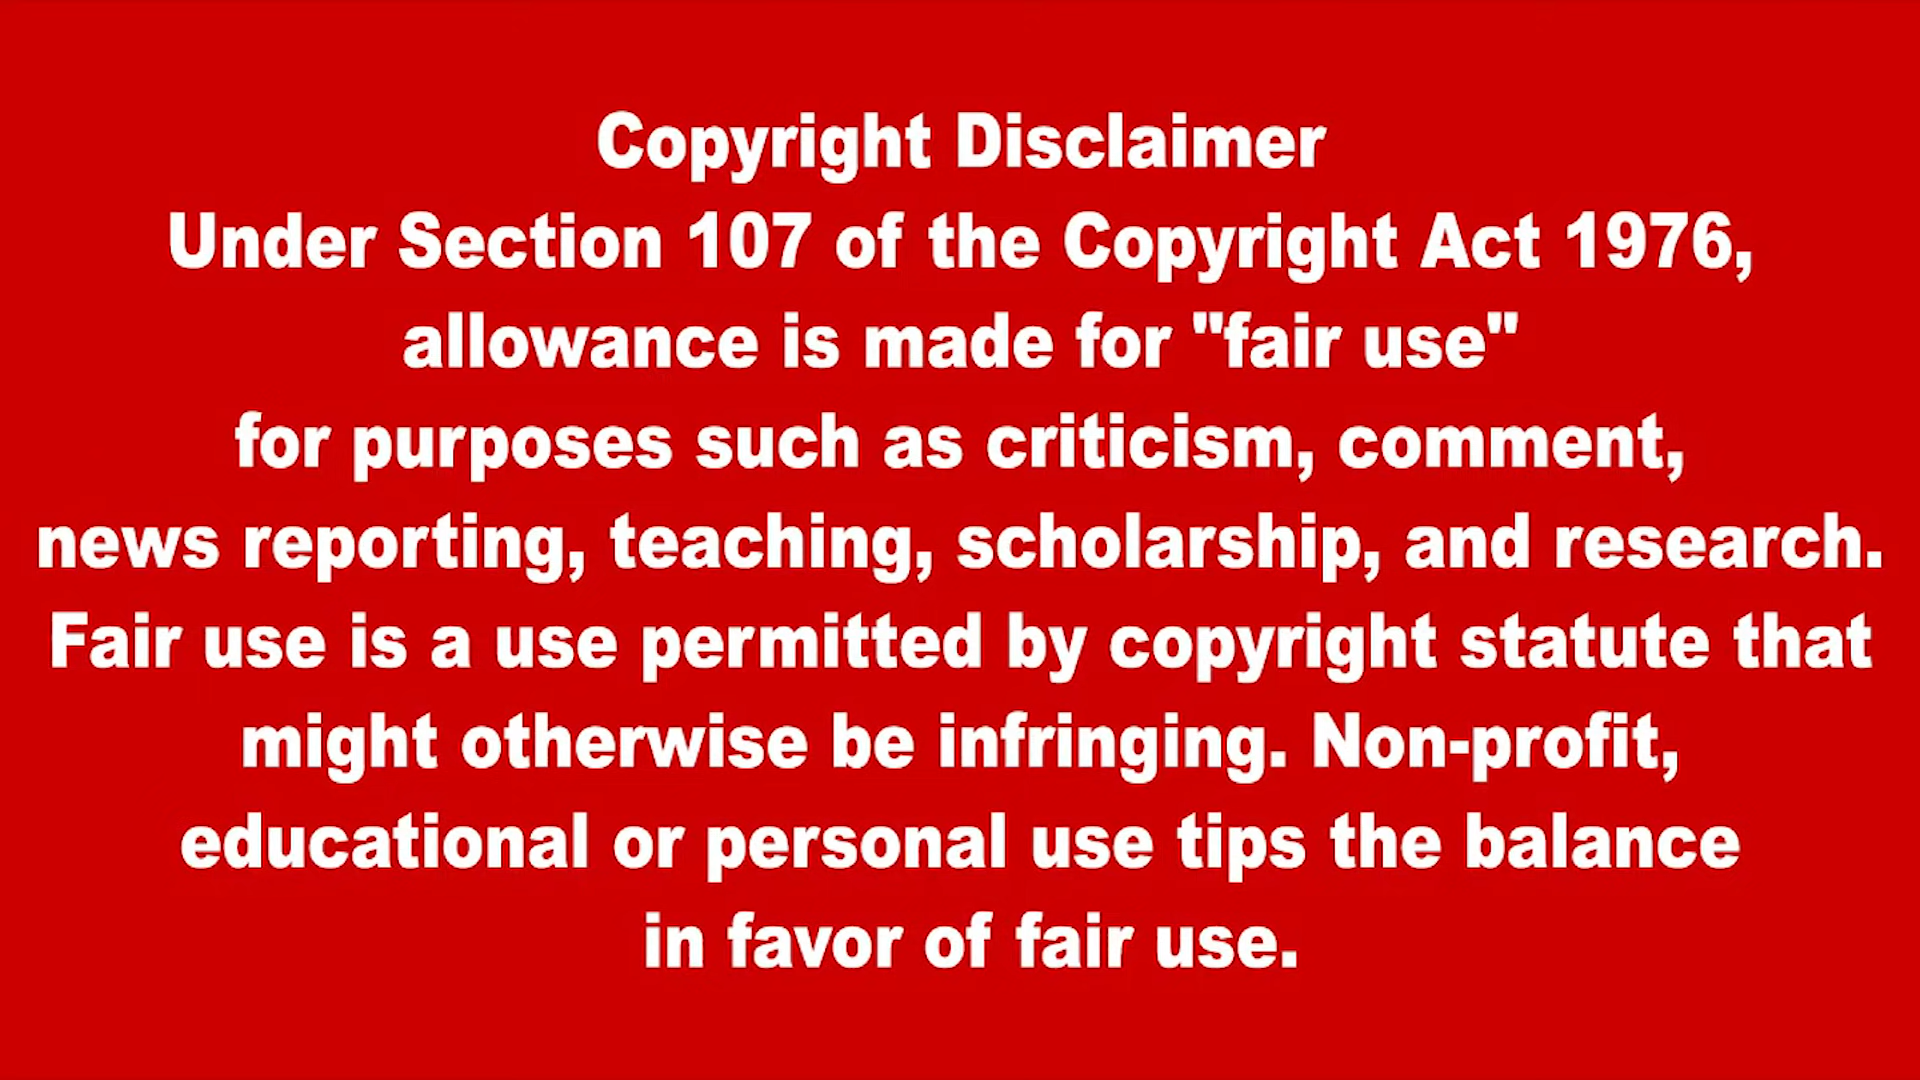 Copyright Disclaimer
Under Section 107 of the Copyright Act 1976,
allowance is made for "fair use"
for purposes such as criticism, comment,
news reporting, teaching, scholarship, and research.
Fair use is a use permitted by copyright statute that
might otherwise be infringing. Non-profit,
educational or personal use tips the balance
in favor of fair use.